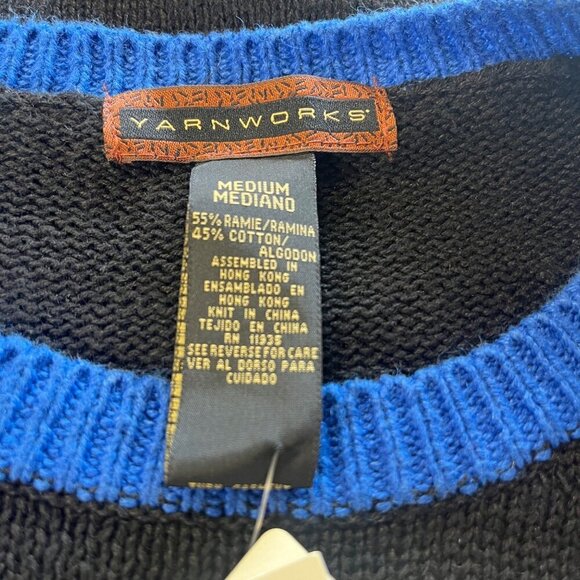 YARNWORKS
MEDIUM
MEDIANO
55% RAMIE/RAMINA
45% COTTON/
ALGODON
ASSEMBLED IN
HONG KONG
ENSAMBLADO EN
HONG KONG
KNIT IN CHINA
TEJIDO EN CHINA
RN 11935
SEE REVERSE FOR CARE
VER AL DORSO PARA
CUIDADO